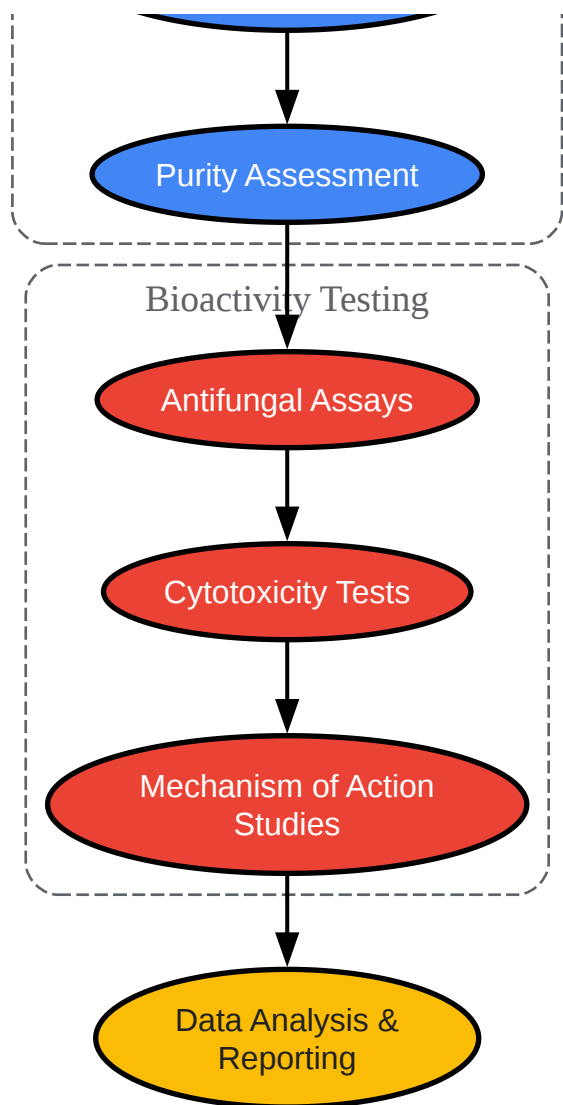 Purity Assessment
Bioactivity Testing
Antifungal Assays
Cytotoxicity Tests
Mechanism of Action
Studies
Data Analysis &
Reporting